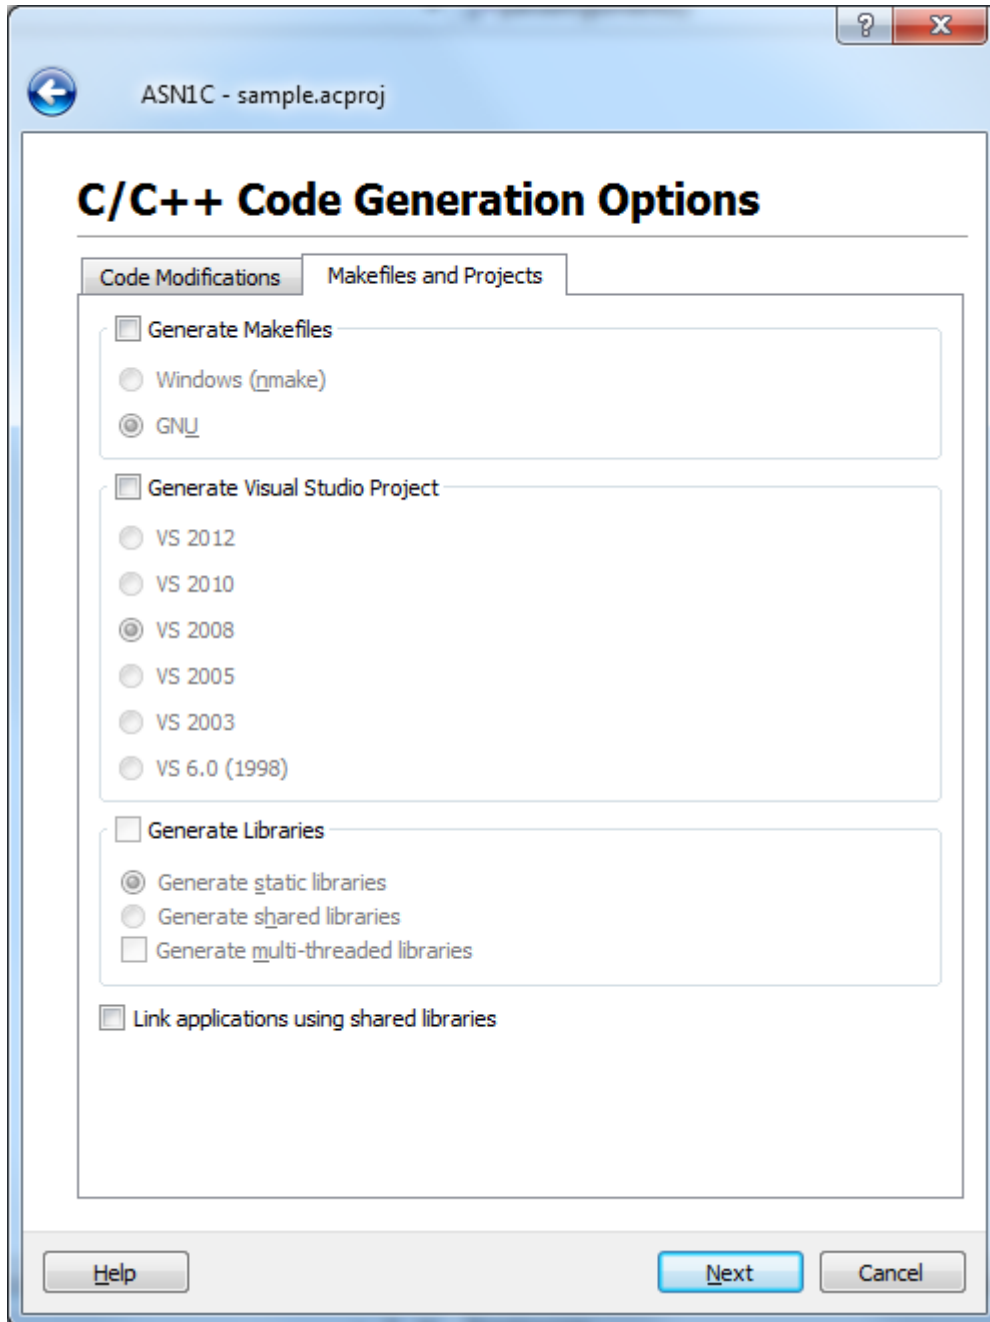 ASN1C - sample.acproj
C/C++ Code Generation Options
Code Modifications
Makefiles and Projects
Generate Makefiles
Windows (nmake)
GNU
Generate Visual Studio Project
VS 2012
VS 2010
VS 2008
VS 2005
VS 2003
VS 6.0 (1998)
Generate Libraries
Generate static libraries
Generate shared libraries
Generate multi-threaded libraries
Link applications using shared libraries
Help
Next
Cancel